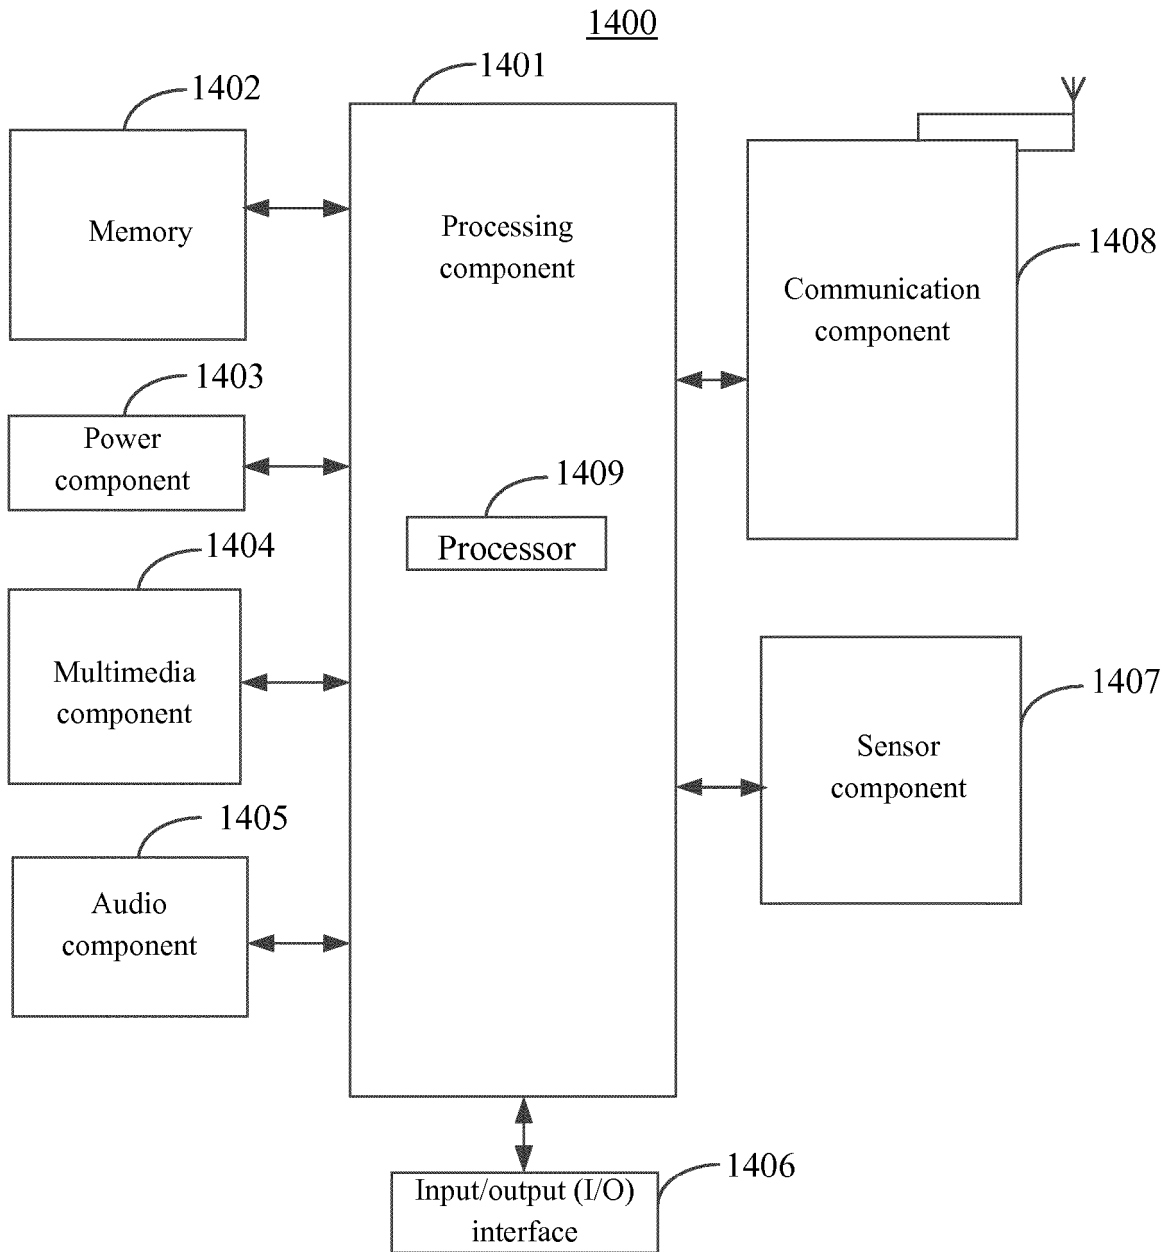 1400
1401
1402
Memory
Processing
component
1408
Communication
component
1403
Power
component
1409
Processor
1404
Multimedia
component
1407
Sensor
component
1405
Audio
component
1406
Input/output (I/O)
interface